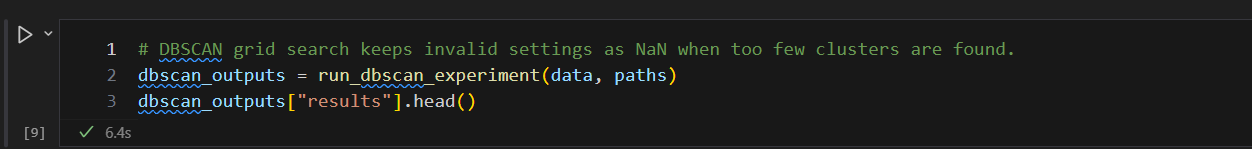 1 # DBSCAN grid search keeps invalid settings as NaN when too few clusters are found.
2 dbscan_outputs = run_dbscan_experiment(data, paths)
3 dbscan_outputs["results"].head()
[9] ✓ 6.4s